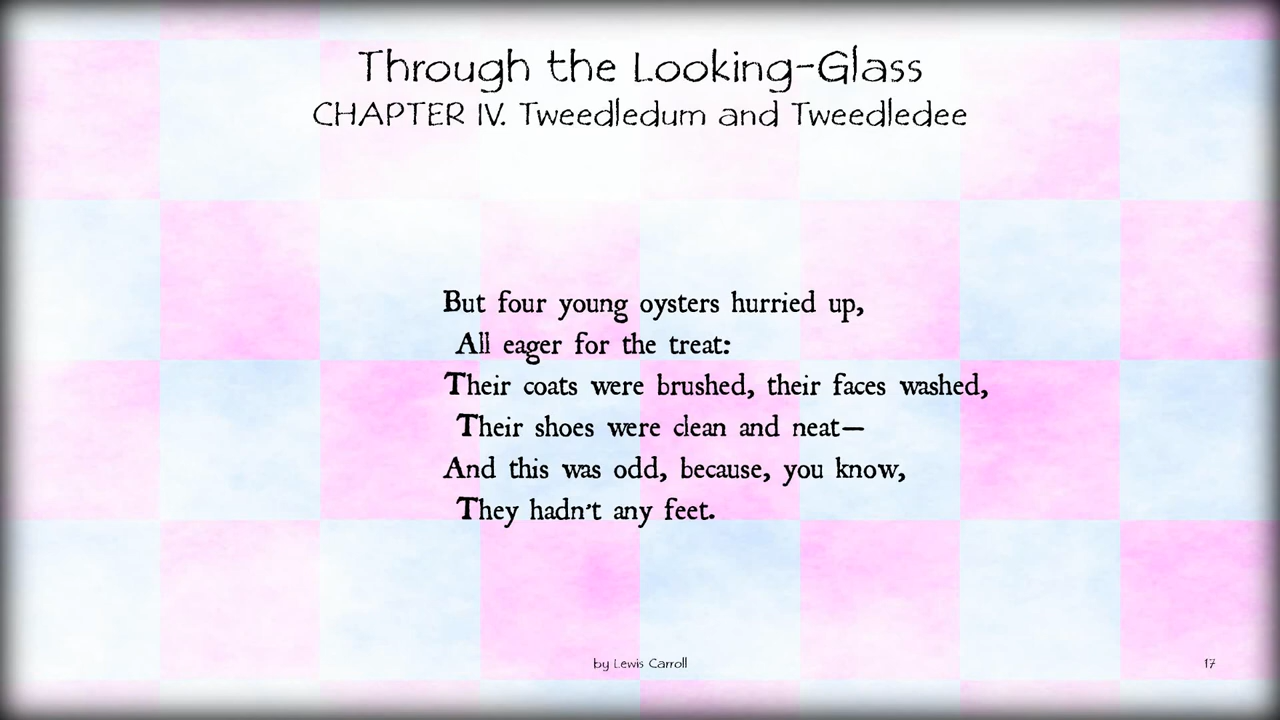 Through the Looking-Glass
CHAPTER IV. Tweedledum and Tweedledee
But four young oysters hurried up,
All eager for the treat:
Their coats were brushed, their faces washed,
Their shoes were clean and neat—
And this was odd, because, you know,
They hadn't any feet.
by Lewis Carroll
17